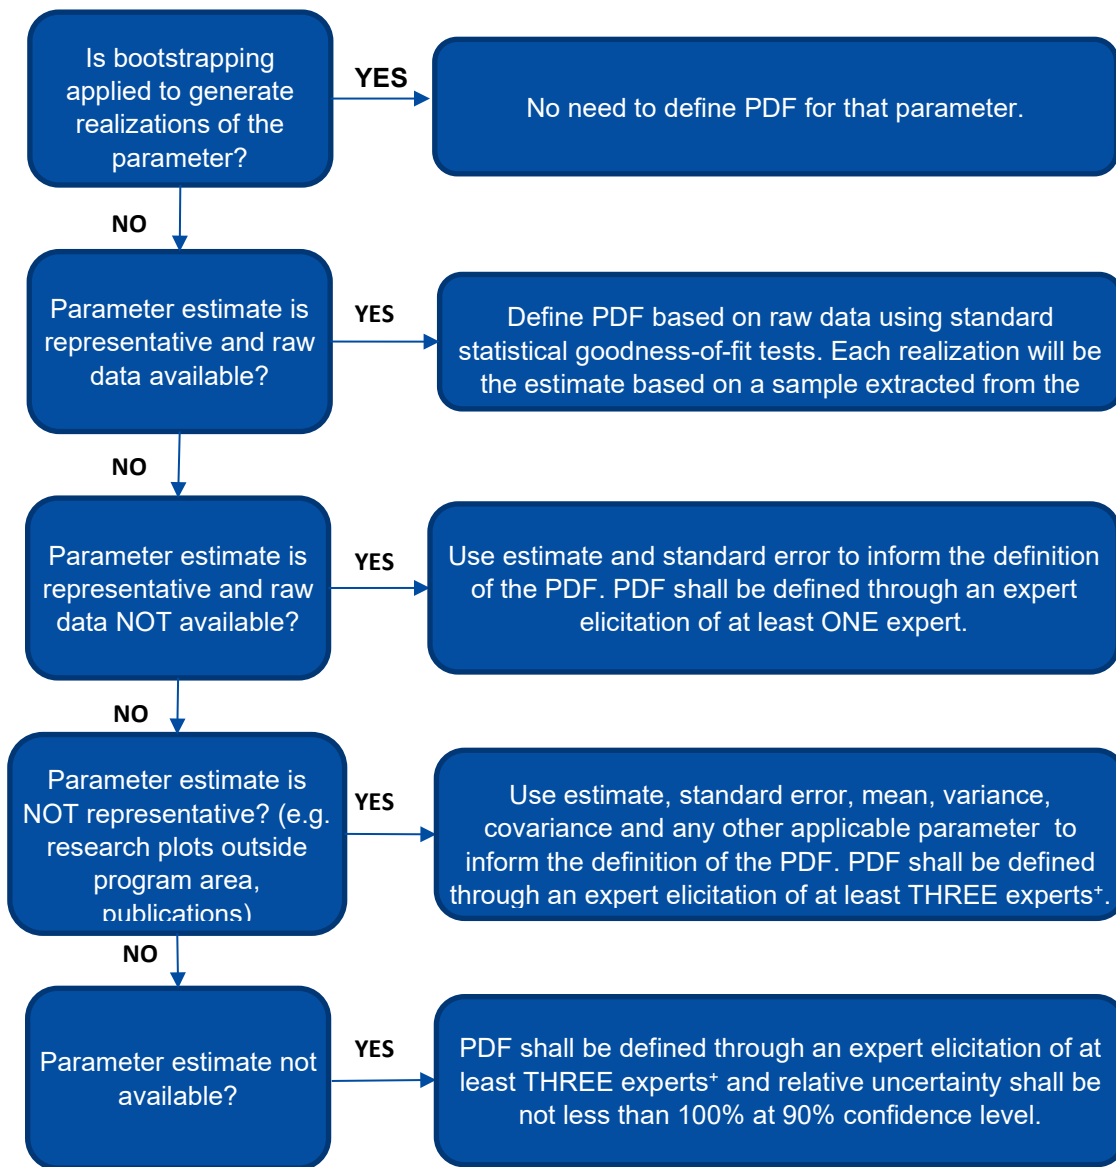 Is bootstrapping
applied to generate
realizations of the
parameter?
YES
No need to define PDF for that parameter.
NO
Parameter estimate is
representative and raw
data available?
YES
Define PDF based on raw data using standard
statistical goodness-of-fit tests. Each realization will be
the estimate based on a sample extracted from the
NO
Parameter estimate is
representative and raw
data NOT available?
YES
Use estimate and standard error to inform the definition
of the PDF. PDF shall be defined through an expert
elicitation of at least ONE expert.
NO
Parameter estimate is
NOT representative? (e.g.
research plots outside
program area,
publications)
YES
Use estimate, standard error, mean, variance,
covariance and any other applicable parameter to
inform the definition of the PDF. PDF shall be defined
through an expert elicitation of at least THREE experts⁺.
NO
Parameter estimate not
available?
YES
PDF shall be defined through an expert elicitation of at
least THREE experts⁺ and relative uncertainty shall be
not less than 100% at 90% confidence level.